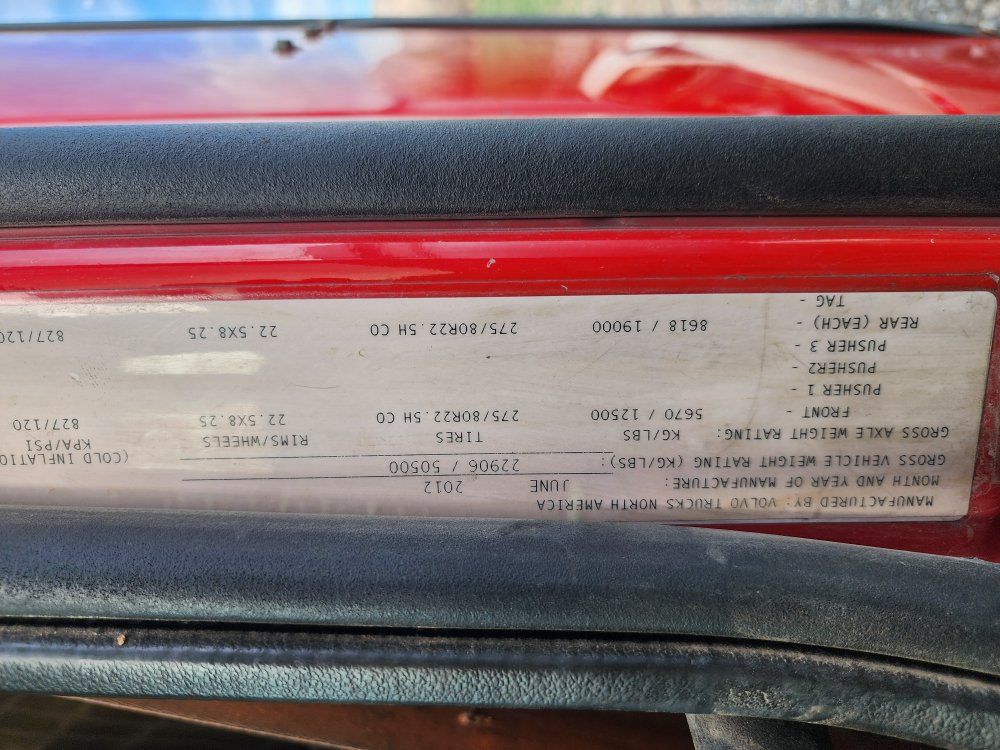 MANUFACTURED BY: VOLVO TRUCKS NORTH AMERICA
MONTH AND YEAR OF MANUFACTURE: JUNE 2012
GROSS VEHICLE WEIGHT RATING (KG/LBS): 22906 / 50500
GROSS AXLE WEIGHT RATING: KG/LBS TIRES RIMS/WHEELS (COLD INFLATIO
KPA/PSI
FRONT - 5670 / 12500 275/80R22.5H CO 22.5X8.25 827/120
PUSHER 1 -
PUSHER2 -
PUSHER 3 -
REAR (EACH) - 8618 / 19000 275/80R22.5H CO 22.5X8.25 827/120
TAG -